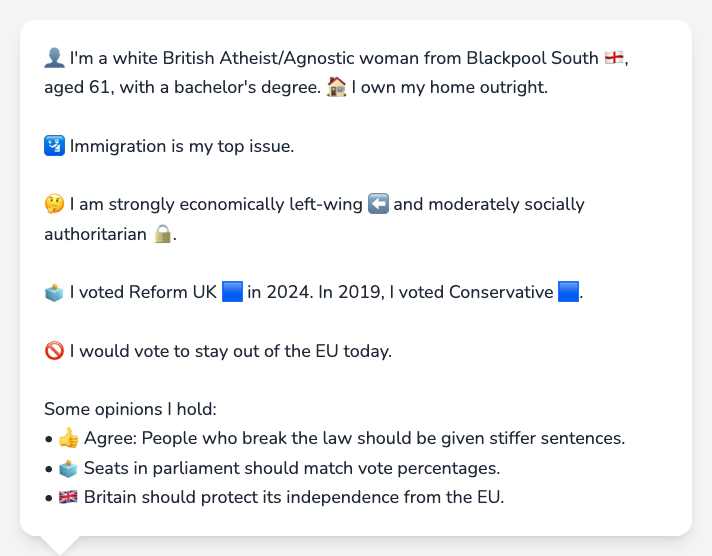 👤 I'm a white British Atheist/Agnostic woman from Blackpool South 🏴󠁧󠁢󠁥󠁮󠁧󠁿,
aged 61, with a bachelor's degree. 🏠 I own my home outright.
🛂 Immigration is my top issue.
🤔 I am strongly economically left-wing ⬅️ and moderately socially
authoritarian 🔒.
🗳️ I voted Reform UK 🟦 in 2024. In 2019, I voted Conservative 🟦.
🚫 I would vote to stay out of the EU today.
Some opinions I hold:
• 👍 Agree: People who break the law should be given stiffer sentences.
• 🗳️ Seats in parliament should match vote percentages.
• 🇬🇧 Britain should protect its independence from the EU.